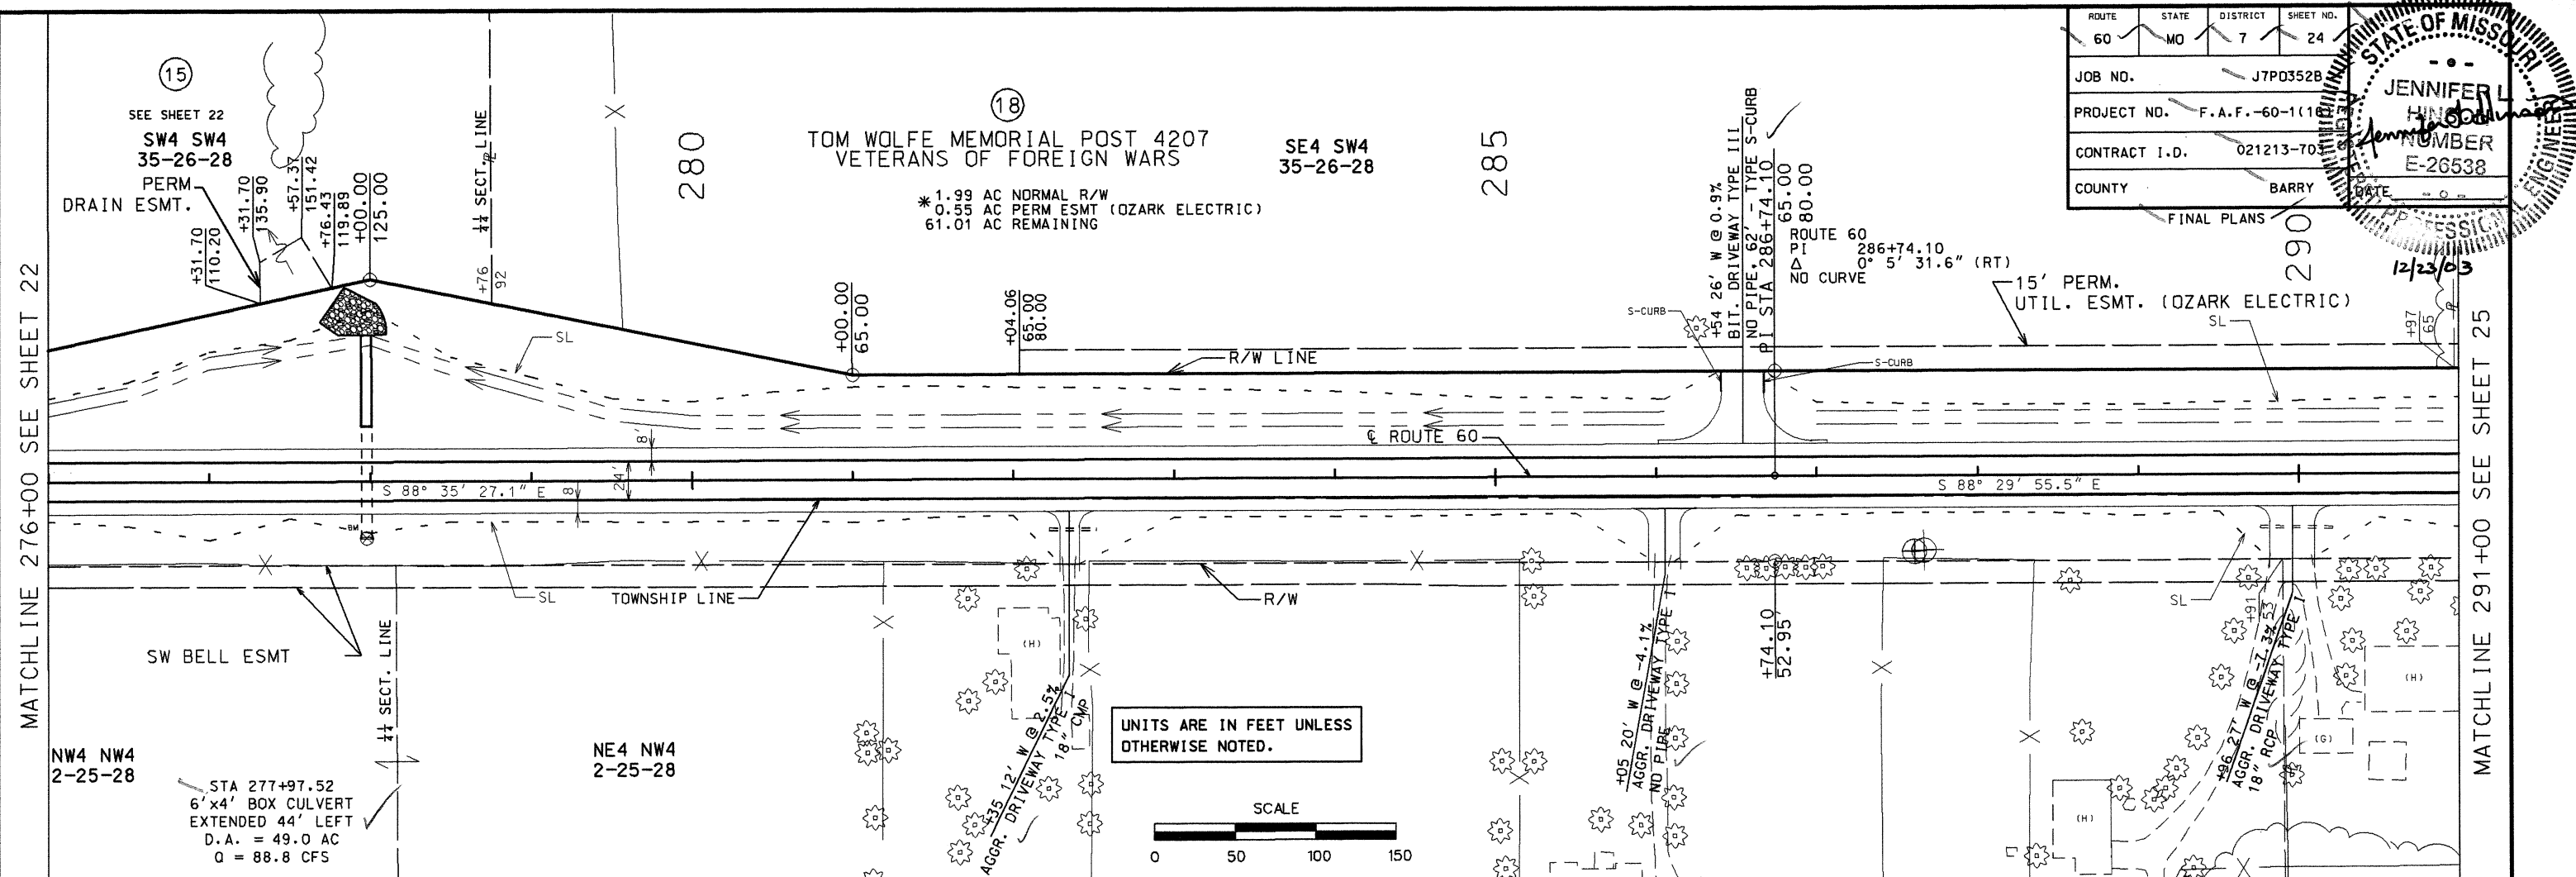 ROUTE
60
STATE
MO
DISTRICT
7
SHEET NO.
24
JOB NO. J7P0352B
PROJECT NO. F.A.F.-60-1(18
CONTRACT I.D. 021213-703
COUNTY BARRY
FINAL PLANS
STATE OF MISSOURI
JENNIFER L
NUMBER
E-26538
DATE
PROFESSIONAL ENGINEER
12/23/03
15
SEE SHEET 22
SW4 SW4
35-26-28
PERM
DRAIN ESMT.
+31.70
110.20
+31.70
135.90
+57.37
151.42
+76.43
119.89
+00.00
125.00
1/4 1/4 SECT. LINE
+76
92
280
18
TOM WOLFE MEMORIAL POST 4207
VETERANS OF FOREIGN WARS
*1.99 AC NORMAL R/W
0.55 AC PERM ESMT (OZARK ELECTRIC)
61.01 AC REMAINING
SE4 SW4
35-26-28
285
+54 26' W @ 0.9%
BIT. DRIVEWAY TYPE III
NO PIPE, 62' - TYPE S-CURB
PI STA 286+74.10
65.00
80.00
ROUTE 60
PI 286+74.10
Δ 0° 5' 31.6" (RT)
NO CURVE
15' PERM.
UTIL. ESMT. (OZARK ELECTRIC)
290
+97
65
SL
SL
S-CURB
S-CURB
+00.00
65.00
+04.06
65.00
80.00
R/W LINE
MATCHLINE 276+00 SEE SHEET 22
MATCHLINE 291+00 SEE SHEET 25
℄ ROUTE 60
8'
24'
8'
S 88° 35' 27.1" E
S 88° 29' 55.5" E
BM
SL
TOWNSHIP LINE
R/W
SL
SW BELL ESMT
1/4 1/4 SECT. LINE
NW4 NW4
2-25-28
NE4 NW4
2-25-28
STA 277+97.52
6'x4' BOX CULVERT
EXTENDED 44' LEFT
D.A. = 49.0 AC
Q = 88.8 CFS
(H)
+35 12' W @ 2.5%
AGGR. DRIVEWAY TYPE I
18" CMP
UNITS ARE IN FEET UNLESS
OTHERWISE NOTED.
SCALE
0 50 100 150
+05 20' W @ -4.1%
AGGR. DRIVEWAY TYPE I
NO PIPE
+74.10
52.95'
+91
53
+96 27' W @ -7.3%
AGGR. DRIVEWAY TYPE I
18" RCP
(H)
(G)
(H)